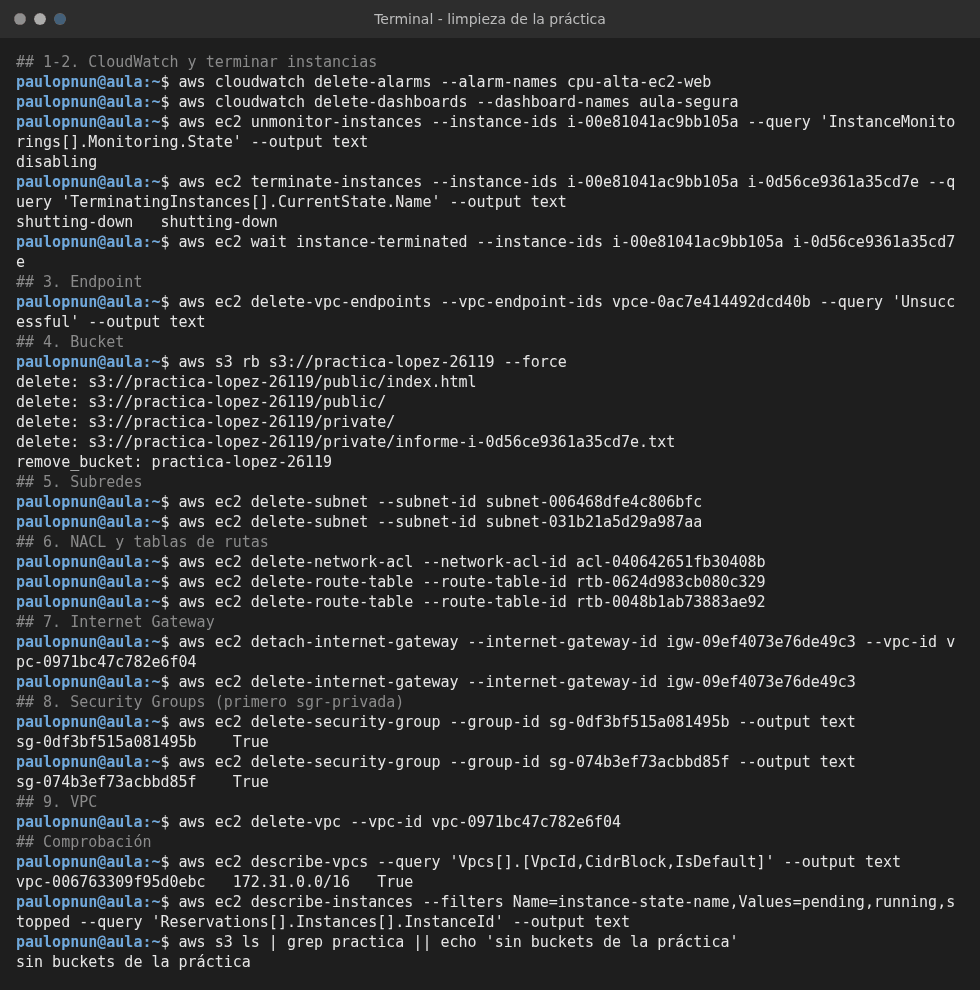 Terminal - limpieza de la práctica
## 1-2. CloudWatch y terminar instancias
paulopnun@aula:~$ aws cloudwatch delete-alarms --alarm-names cpu-alta-ec2-web
paulopnun@aula:~$ aws cloudwatch delete-dashboards --dashboard-names aula-segura
paulopnun@aula:~$ aws ec2 unmonitor-instances --instance-ids i-00e81041ac9bb105a --query 'InstanceMonito
rings[].Monitoring.State' --output text
disabling
paulopnun@aula:~$ aws ec2 terminate-instances --instance-ids i-00e81041ac9bb105a i-0d56ce9361a35cd7e --q
uery 'TerminatingInstances[].CurrentState.Name' --output text
shutting-down   shutting-down
paulopnun@aula:~$ aws ec2 wait instance-terminated --instance-ids i-00e81041ac9bb105a i-0d56ce9361a35cd7
e
## 3. Endpoint
paulopnun@aula:~$ aws ec2 delete-vpc-endpoints --vpc-endpoint-ids vpce-0ac7e414492dcd40b --query 'Unsucc
essful' --output text
## 4. Bucket
paulopnun@aula:~$ aws s3 rb s3://practica-lopez-26119 --force
delete: s3://practica-lopez-26119/public/index.html
delete: s3://practica-lopez-26119/public/
delete: s3://practica-lopez-26119/private/
delete: s3://practica-lopez-26119/private/informe-i-0d56ce9361a35cd7e.txt
remove_bucket: practica-lopez-26119
## 5. Subredes
paulopnun@aula:~$ aws ec2 delete-subnet --subnet-id subnet-006468dfe4c806bfc
paulopnun@aula:~$ aws ec2 delete-subnet --subnet-id subnet-031b21a5d29a987aa
## 6. NACL y tablas de rutas
paulopnun@aula:~$ aws ec2 delete-network-acl --network-acl-id acl-040642651fb30408b
paulopnun@aula:~$ aws ec2 delete-route-table --route-table-id rtb-0624d983cb080c329
paulopnun@aula:~$ aws ec2 delete-route-table --route-table-id rtb-0048b1ab73883ae92
## 7. Internet Gateway
paulopnun@aula:~$ aws ec2 detach-internet-gateway --internet-gateway-id igw-09ef4073e76de49c3 --vpc-id v
pc-0971bc47c782e6f04
paulopnun@aula:~$ aws ec2 delete-internet-gateway --internet-gateway-id igw-09ef4073e76de49c3
## 8. Security Groups (primero sgr-privada)
paulopnun@aula:~$ aws ec2 delete-security-group --group-id sg-0df3bf515a081495b --output text
sg-0df3bf515a081495b    True
paulopnun@aula:~$ aws ec2 delete-security-group --group-id sg-074b3ef73acbbd85f --output text
sg-074b3ef73acbbd85f    True
## 9. VPC
paulopnun@aula:~$ aws ec2 delete-vpc --vpc-id vpc-0971bc47c782e6f04
## Comprobación
paulopnun@aula:~$ aws ec2 describe-vpcs --query 'Vpcs[].[VpcId,CidrBlock,IsDefault]' --output text
vpc-006763309f95d0ebc   172.31.0.0/16   True
paulopnun@aula:~$ aws ec2 describe-instances --filters Name=instance-state-name,Values=pending,running,s
topped --query 'Reservations[].Instances[].InstanceId' --output text
paulopnun@aula:~$ aws s3 ls | grep practica || echo 'sin buckets de la práctica'
sin buckets de la práctica